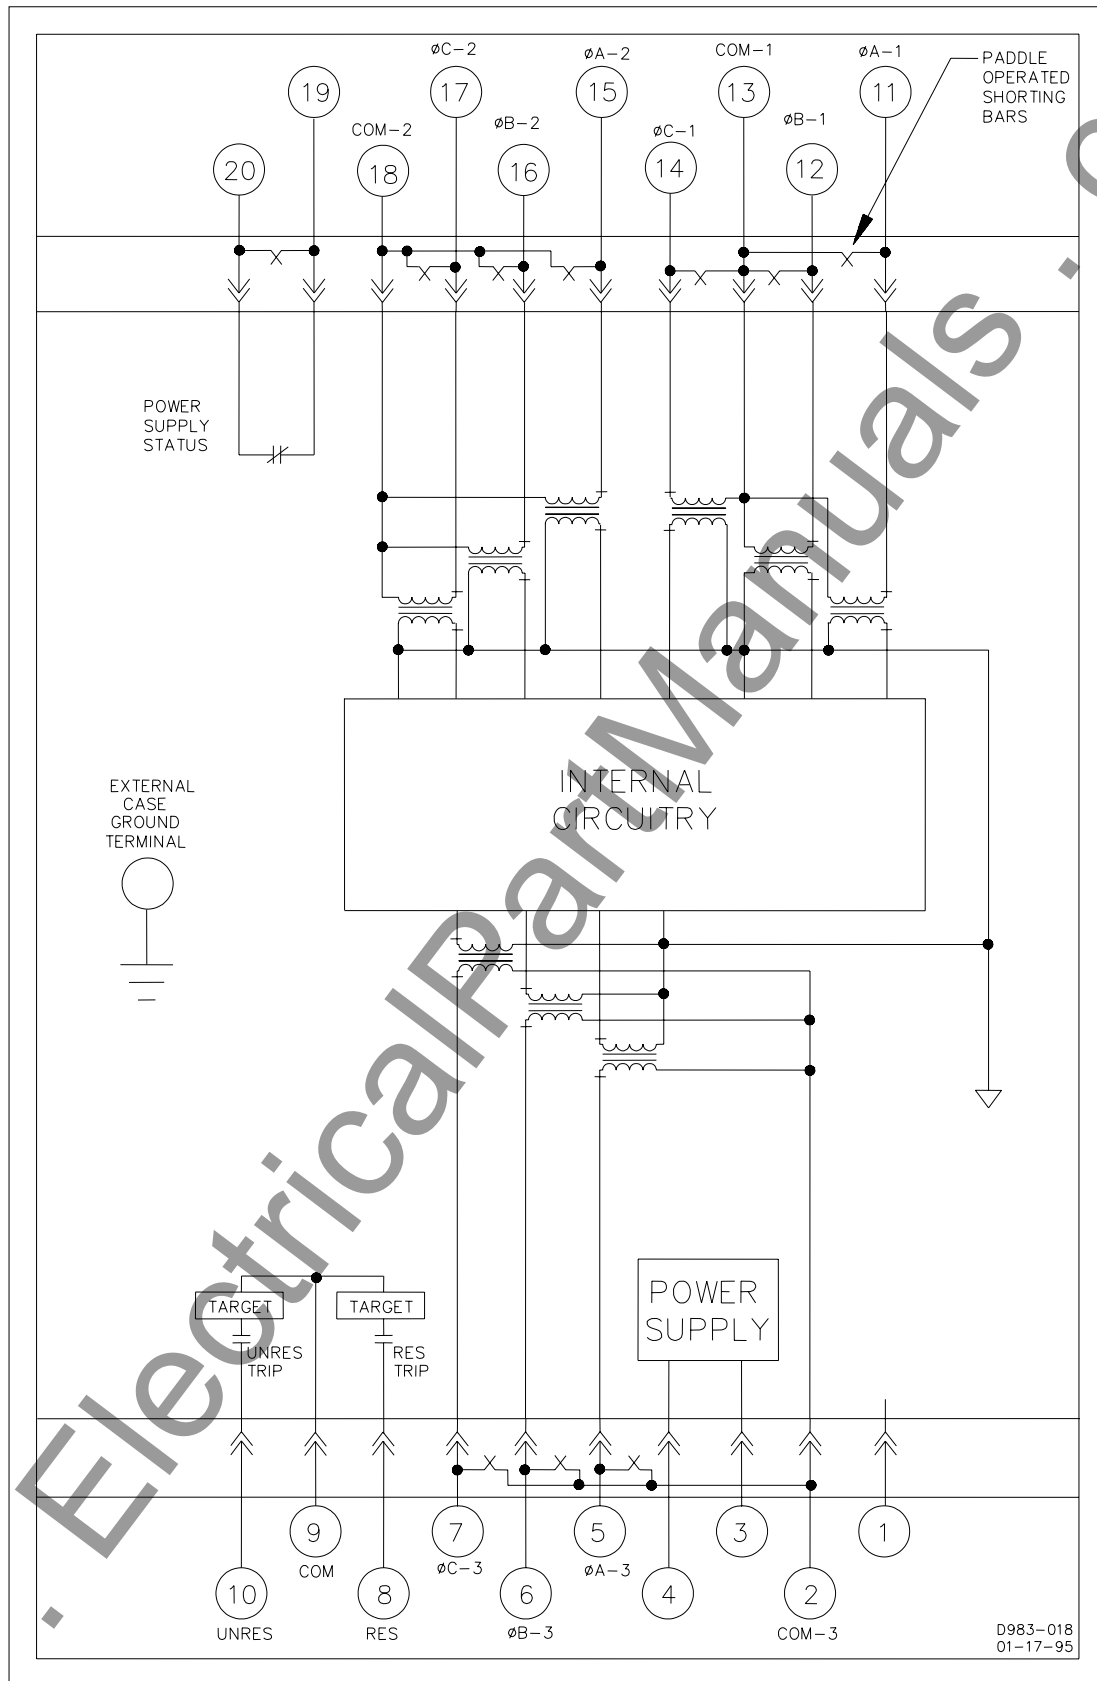 øC-2
øA-2
COM-1
øA-1
PADDLE
OPERATED
SHORTING
BARS
19
17
15
13
11
COM-2
øB-2
øC-1
øB-1
20
18
16
14
12
POWER
SUPPLY
STATUS
INTERNAL
CIRCUITRY
EXTERNAL
CASE
GROUND
TERMINAL
TARGET
TARGET
UNRES
TRIP
RES
TRIP
POWER
SUPPLY
9
7
5
3
1
COM
øC-3
øA-3
10
8
6
4
2
UNRES
RES
øB-3
COM-3
D983-018
01-17-95
. ElectricalPartManuals . c